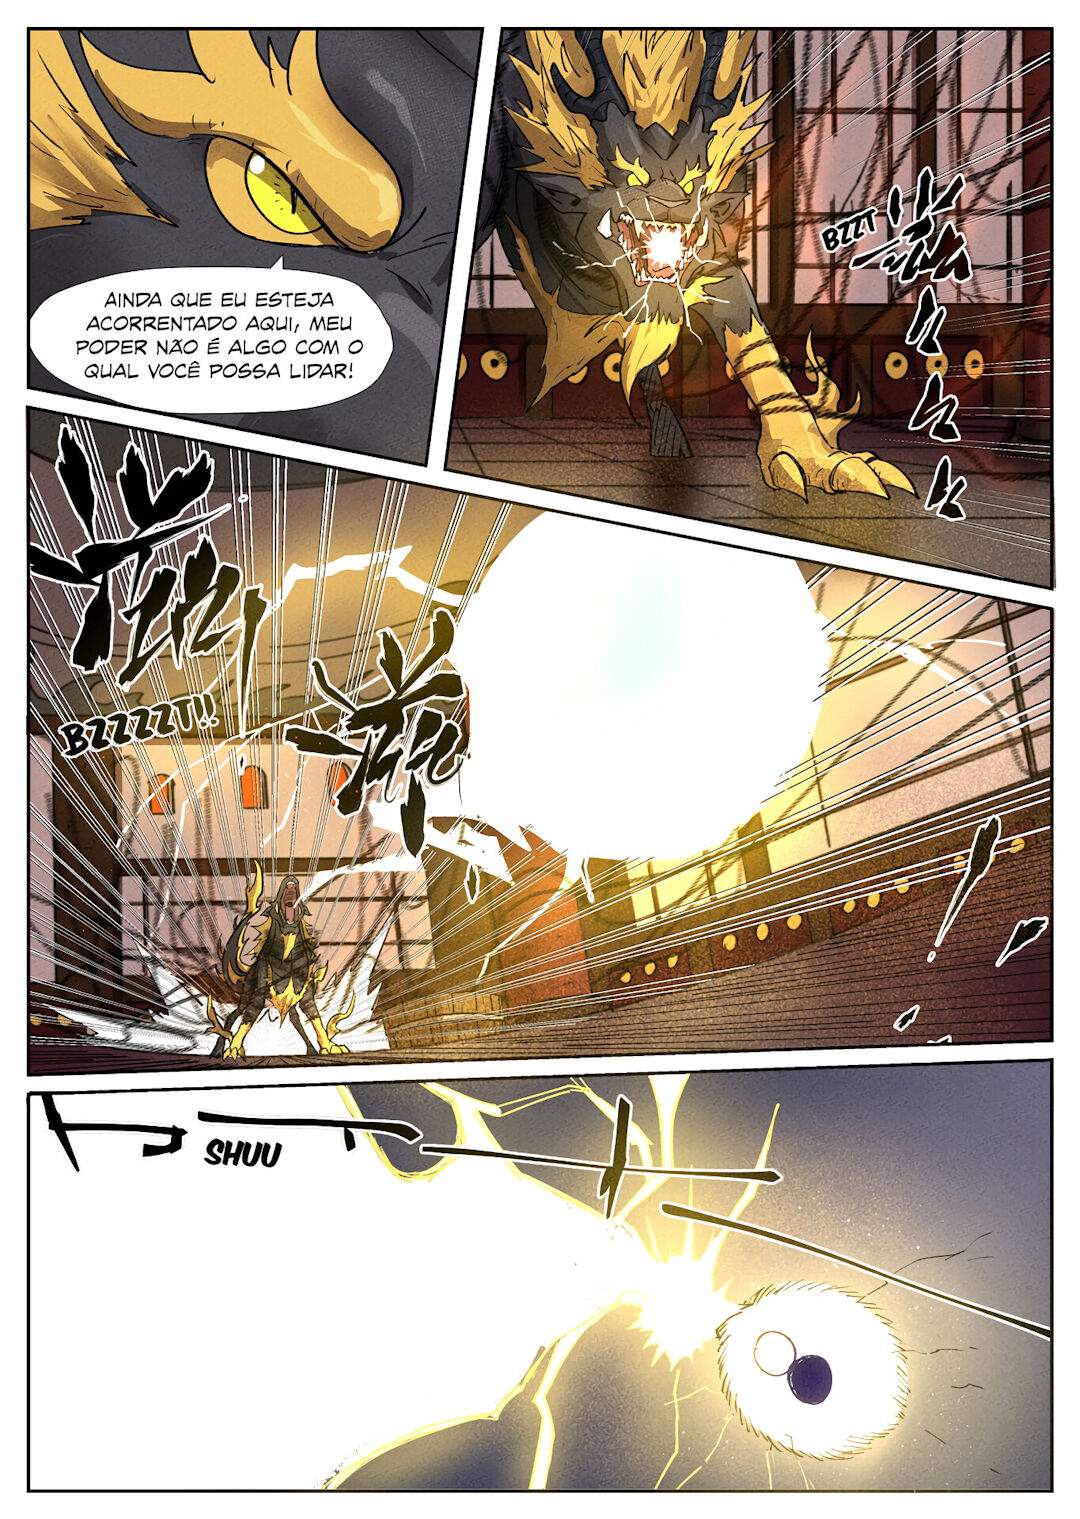 AINDA QUE EU ESTEJA
ACORRENTADO AQUI, MEU
PODER NÃO É ALGO COM O
QUAL VOCÊ POSSA LIDAR!
BZZT
BZZZZT!!
SHUU